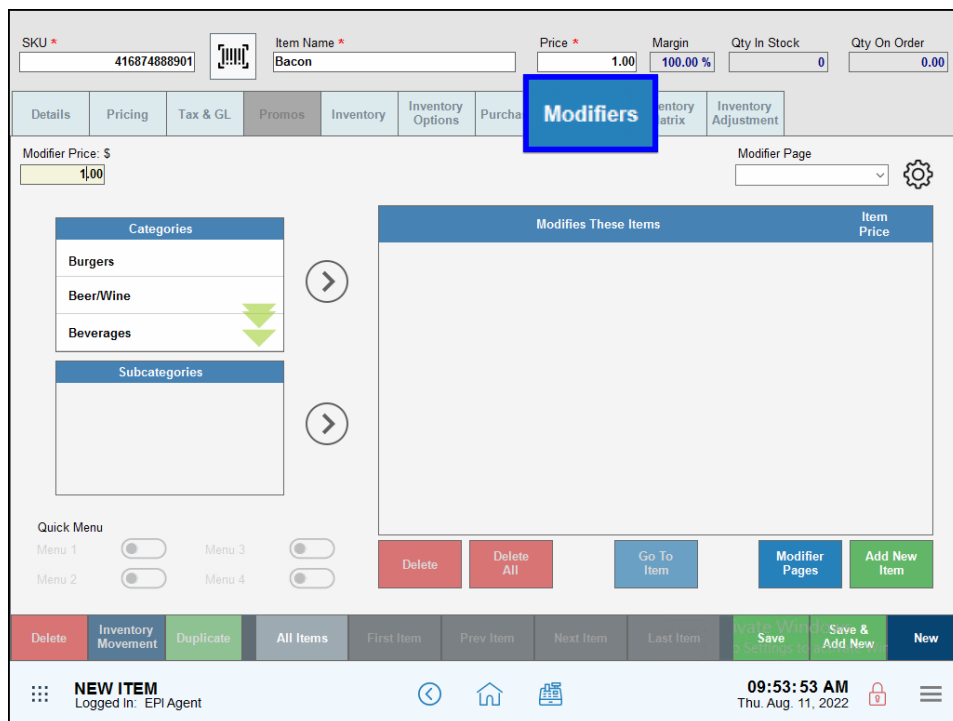 SKU *
Item Name *
Price *
Margin
Qty In Stock
Qty On Order
416874888901
Bacon
1.00
100.00 %
0
0.00
Details
Pricing
Tax & GL
Promos
Inventory
Inventory
Options
Purcha
Modifiers
entory
atrix
Inventory
Adjustment
Modifier Price: $
1.00
Modifier Page
Categories
Burgers
Beer/Wine
Beverages
Subcategories
Modifies These Items
Item
Price
Quick Menu
Menu 1
Menu 3
Menu 2
Menu 4
Delete
Delete
All
Go To
Item
Modifier
Pages
Add New
Item
Delete
Inventory
Movement
Duplicate
All Items
First Item
Prev Item
Next Item
Last Item
Save
Save &
Add New
New
NEW ITEM
Logged In: EPI Agent
09:53:53 AM
Thu. Aug. 11, 2022